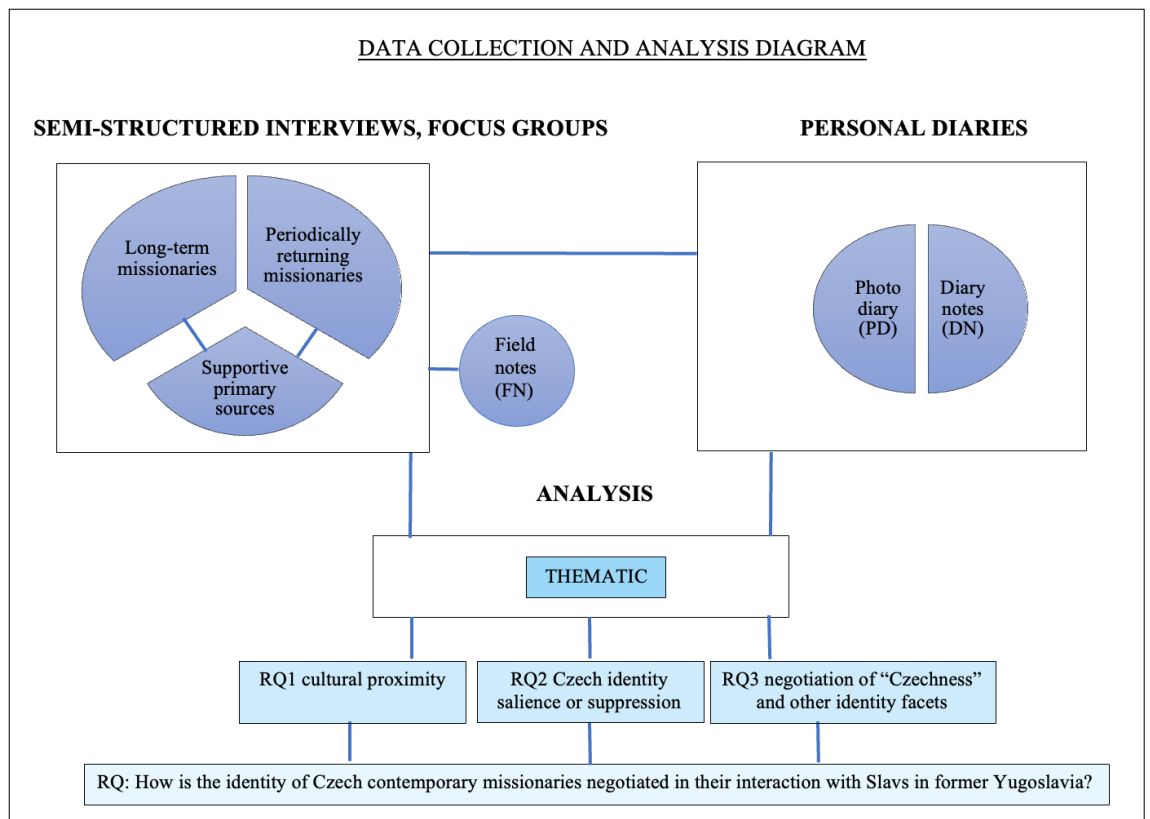 DATA COLLECTION AND ANALYSIS DIAGRAM
SEMI-STRUCTURED INTERVIEWS, FOCUS GROUPS
PERSONAL DIARIES
Long-term
missionaries
Periodically
returning
missionaries
Supportive
primary
sources
Field
notes
(FN)
Photo
diary
(PD)
Diary
notes
(DN)
ANALYSIS
THEMATIC
RQ1 cultural proximity
RQ2 Czech identity
salience or suppression
RQ3 negotiation of “Czechness”
and other identity facets
RQ: How is the identity of Czech contemporary missionaries negotiated in their interaction with Slavs in former Yugoslavia?